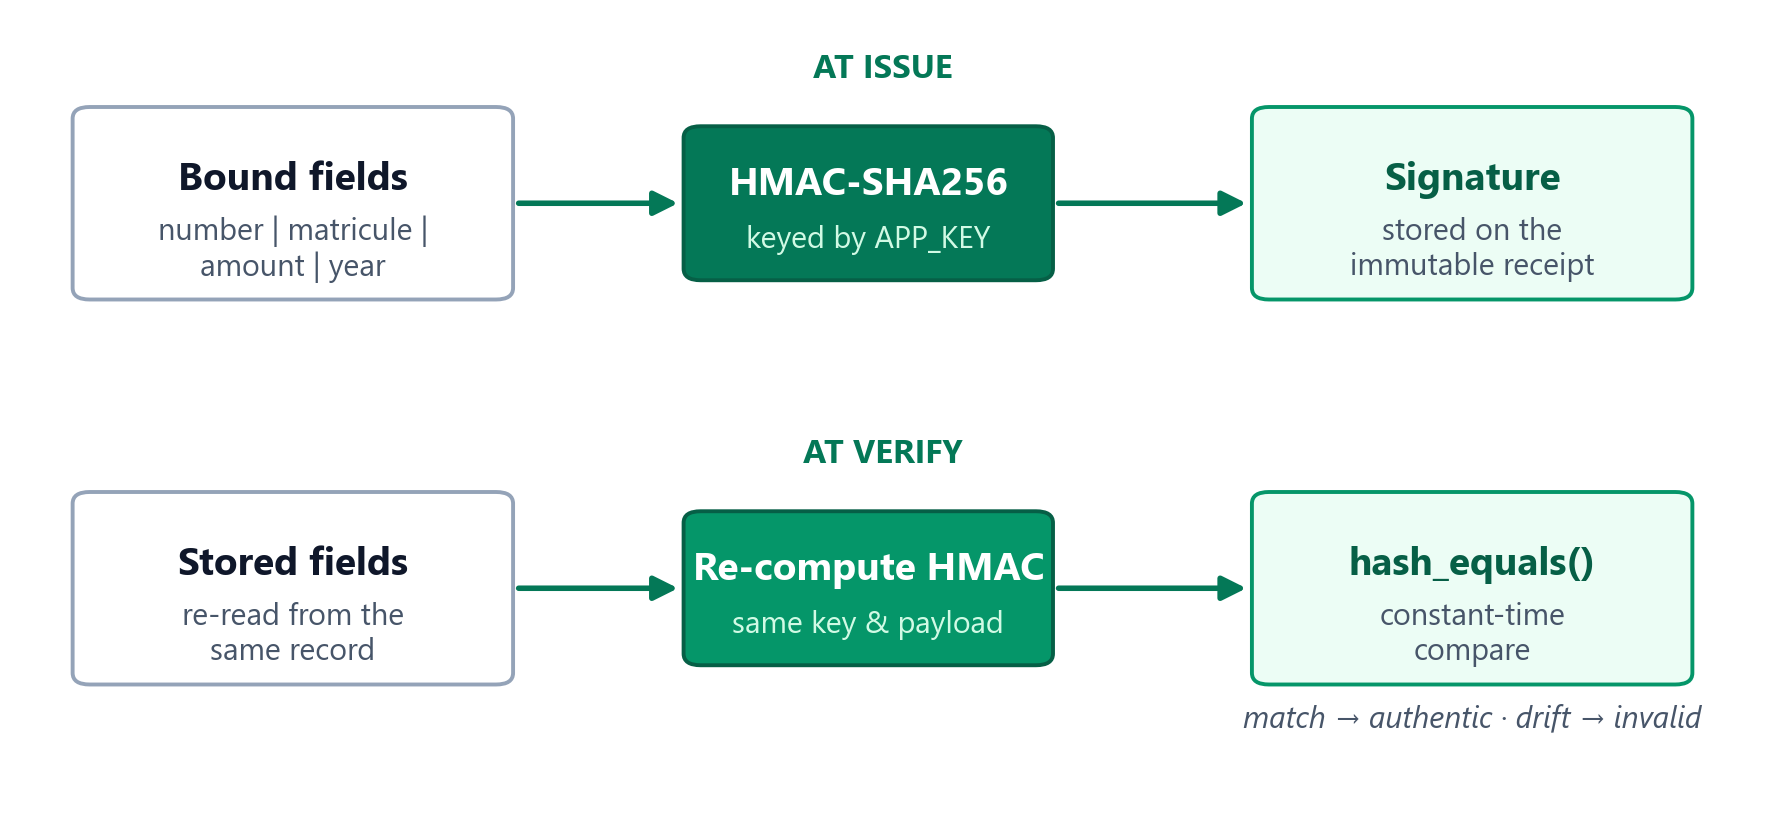 AT ISSUE
Bound fields
number | matricule |
amount | year
HMAC-SHA256
keyed by APP_KEY
Signature
stored on the
immutable receipt
AT VERIFY
Stored fields
re-read from the
same record
Re-compute HMAC
same key & payload
hash_equals()
constant-time
compare
match → authentic · drift → invalid